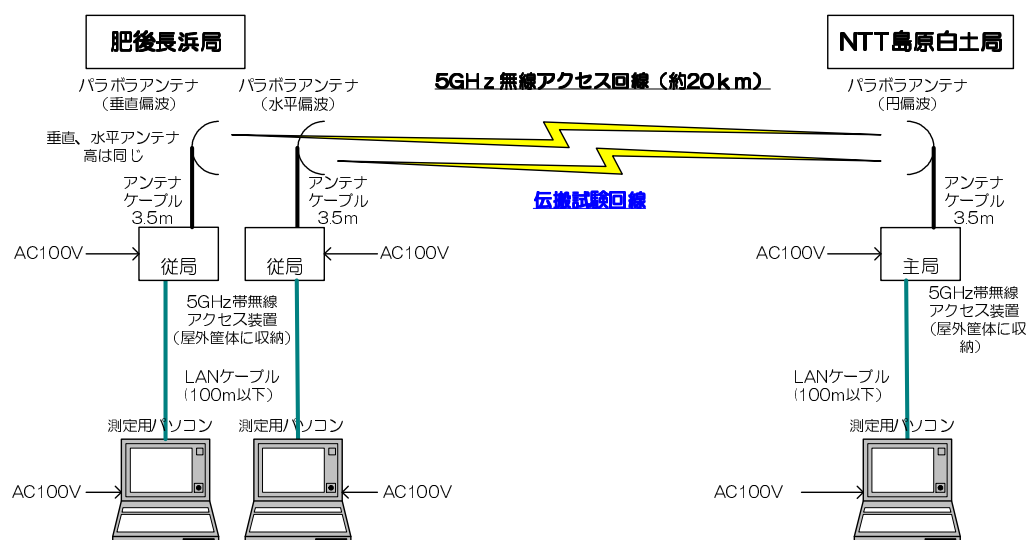 肥後長浜局
NTT島原白土局
パラボラアンテナ
（垂直偏波）
パラボラアンテナ
（水平偏波）
5GHz無線アクセス回線（約20km）
パラボラアンテナ
（円偏波）
垂直、水平アンテナ
高は同じ
アンテナ
ケーブル
3.5m
アンテナ
ケーブル
3.5m
伝搬試験回線
アンテナ
ケーブル
3.5m
AC100V
従局
従局
AC100V
AC100V
主局
5GHz帯無線
アクセス装置
（屋外筐体に収納）
5GHz帯無線
アクセス装置
（屋外筐体に収
納）
LANケーブル
（100m以下）
LANケーブル
（100m以下）
測定用パソコン
測定用パソコン
測定用パソコン
AC100V
AC100V
AC100V